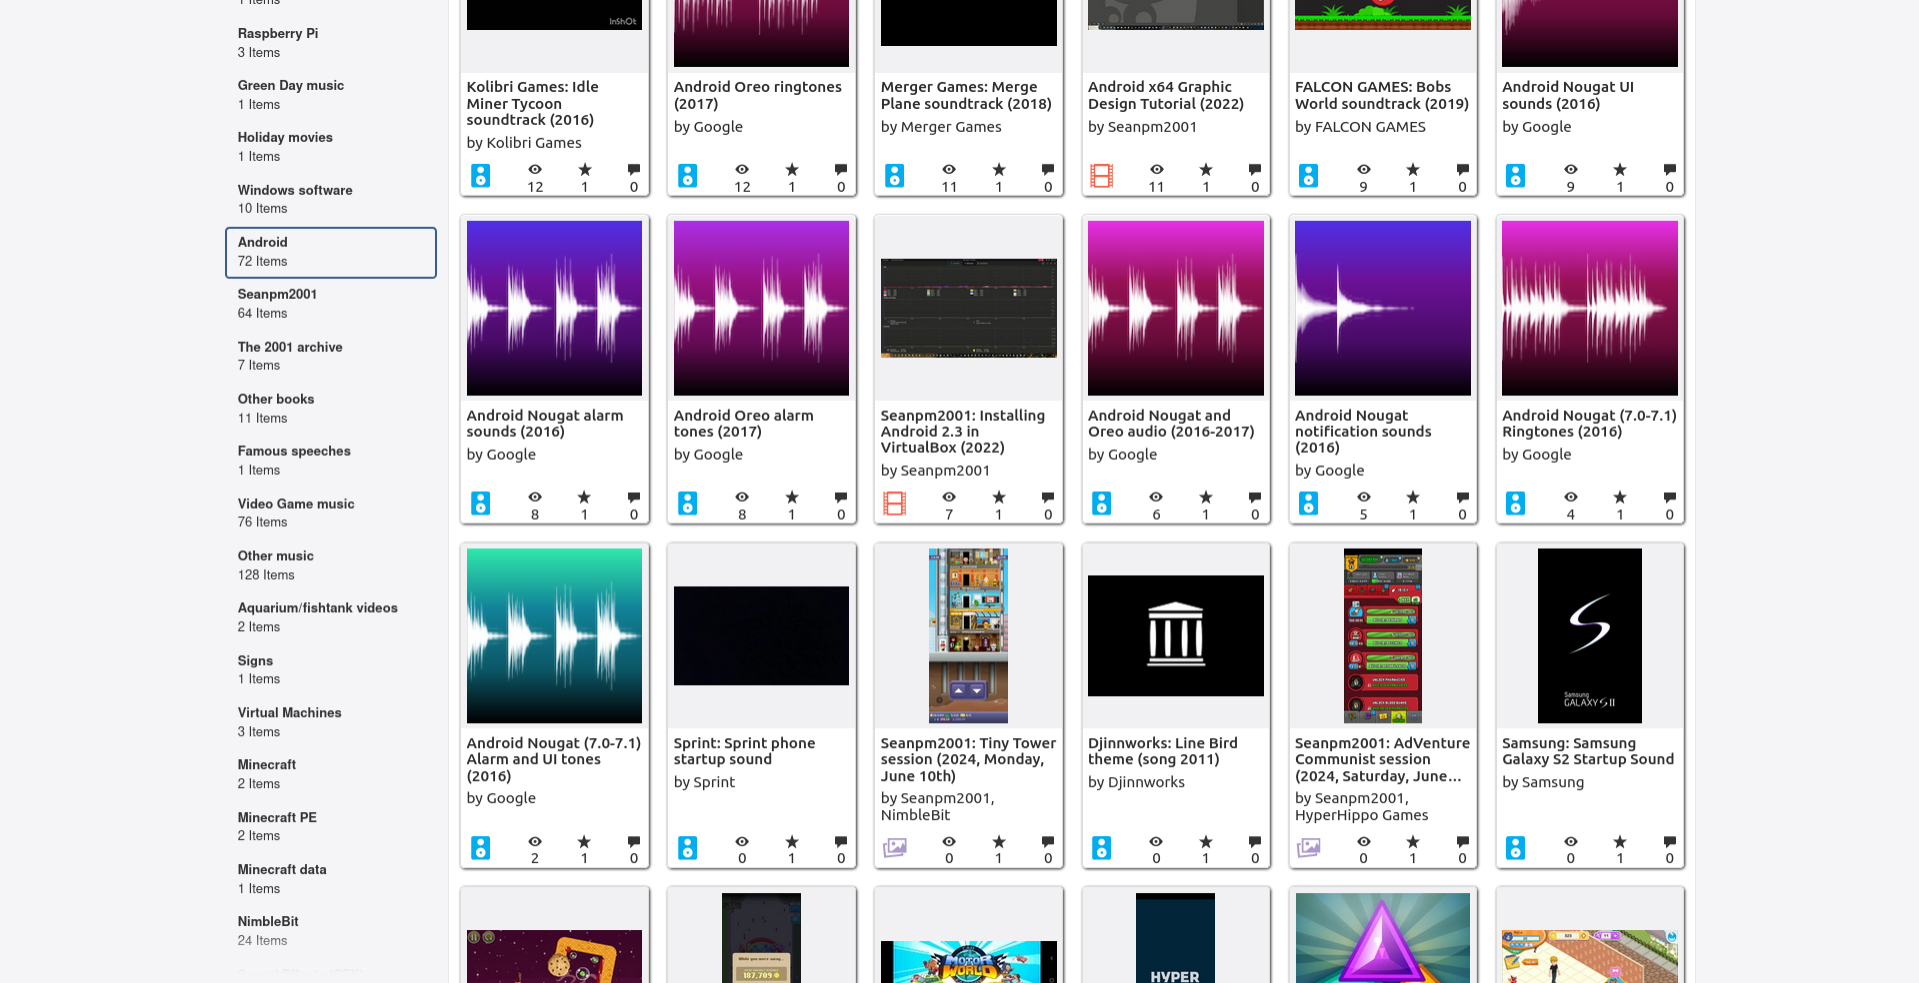 Raspberry Pi
3 Items
Green Day music
1 Items
Holiday movies
1 Items
Windows software
10 Items
Android
72 Items
Seanpm2001
64 Items
The 2001 archive
7 Items
Other books
11 Items
Famous speeches
1 Items
Video Game music
76 Items
Other music
128 Items
Aquarium/fishtank videos
2 Items
Signs
1 Items
Virtual Machines
3 Items
Minecraft
2 Items
Minecraft PE
2 Items
Minecraft data
1 Items
NimbleBit
24 Items
InShOt
Kolibri Games: Idle
Miner Tycoon
soundtrack (2016)
by Kolibri Games
12 1 0
Android Oreo ringtones
(2017)
by Google
12 1 0
Merger Games: Merge
Plane soundtrack (2018)
by Merger Games
11 1 0
Android x64 Graphic
Design Tutorial (2022)
by Seanpm2001
11 1 0
FALCON GAMES: Bobs
World soundtrack (2019)
by FALCON GAMES
9 1 0
Android Nougat UI
sounds (2016)
by Google
9 1 0
Android Nougat alarm
sounds (2016)
by Google
8 1 0
Android Oreo alarm
tones (2017)
by Google
8 1 0
Seanpm2001: Installing
Android 2.3 in
VirtualBox (2022)
by Seanpm2001
7 1 0
Android Nougat and
Oreo audio (2016-2017)
by Google
6 1 0
Android Nougat
notification sounds
(2016)
by Google
5 1 0
Android Nougat (7.0-7.1)
Ringtones (2016)
by Google
4 1 0
Android Nougat (7.0-7.1)
Alarm and UI tones
(2016)
by Google
2 1 0
Sprint: Sprint phone
startup sound
by Sprint
0 1 0
Seanpm2001: Tiny Tower
session (2024, Monday,
June 10th)
by Seanpm2001,
NimbleBit
0 1 0
Djinnworks: Line Bird
theme (song 2011)
by Djinnworks
0 1 0
Seanpm2001: AdVenture
Communist session
(2024, Saturday, June...
by Seanpm2001,
HyperHippo Games
0 1 0
Samsung
GALAXY S II
Samsung: Samsung
Galaxy S2 Startup Sound
by Samsung
0 1 0
187,709
MOTOR
WORLD
HYPER